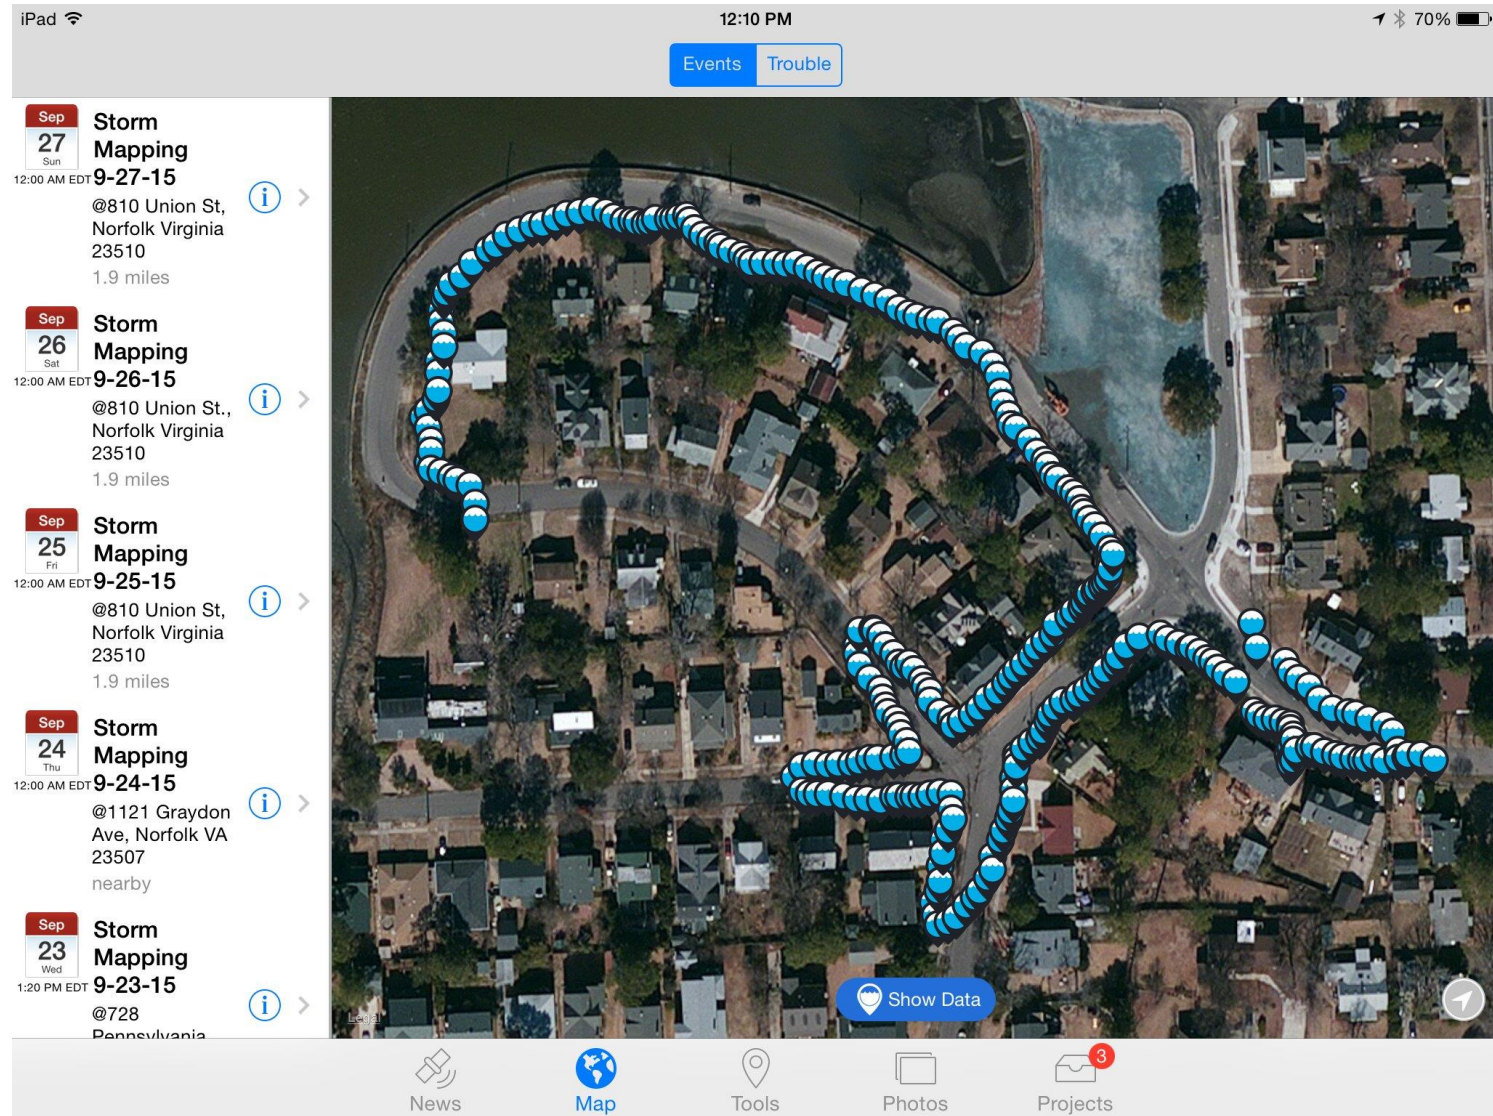 iPad
12:10 PM
70%
Events
Trouble
Sep
27
Sun
12:00 AM EDT
Storm
Mapping
9-27-15
@810 Union St,
Norfolk Virginia
23510
1.9 miles
i
Sep
26
Sat
12:00 AM EDT
Storm
Mapping
9-26-15
@810 Union St.,
Norfolk Virginia
23510
1.9 miles
i
Sep
25
Fri
12:00 AM EDT
Storm
Mapping
9-25-15
@810 Union St,
Norfolk Virginia
23510
1.9 miles
i
Sep
24
Thu
12:00 AM EDT
Storm
Mapping
9-24-15
@1121 Graydon
Ave, Norfolk VA
23507
nearby
i
Sep
23
Wed
1:20 PM EDT
Storm
Mapping
9-23-15
@728
Pennsylvania
i
Legal
Show Data
News
Map
Tools
Photos
3
Projects